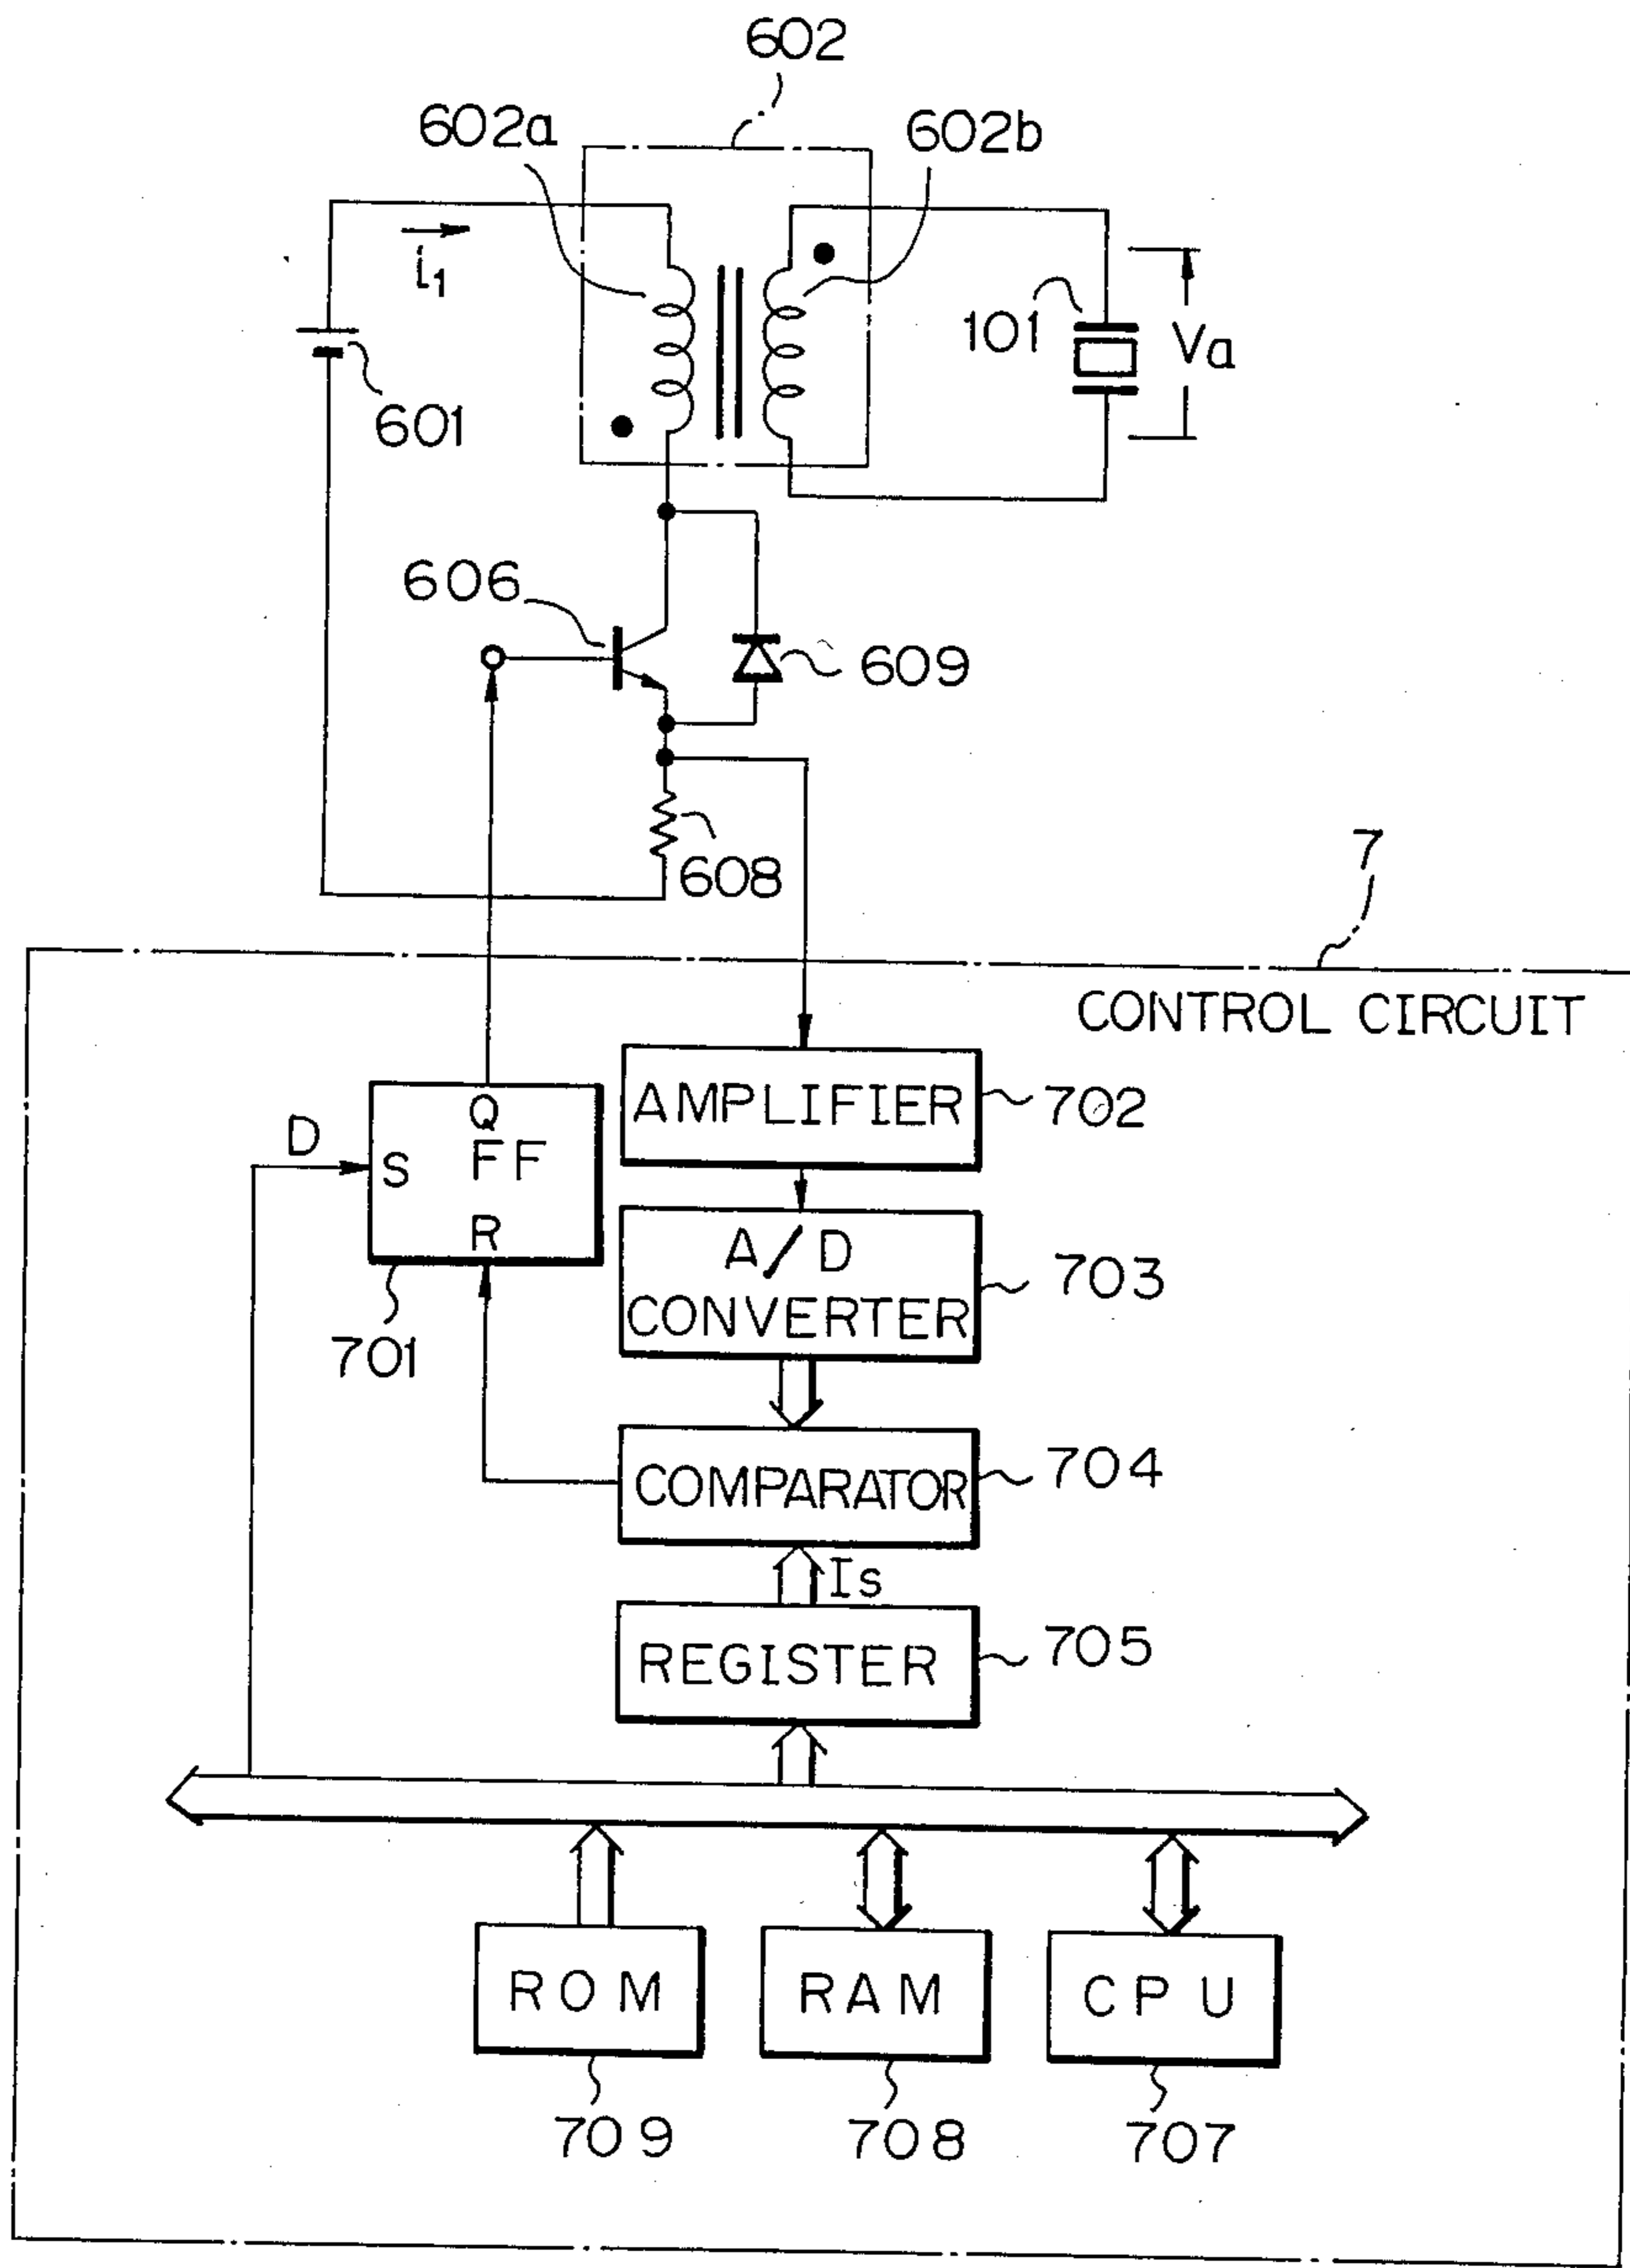 602
602a
602b
i1
101
Va
601
606
609
608
7
CONTROL CIRCUIT
AMPLIFIER
702
D
Q
S
FF
R
A/D
CONVERTER
703
701
COMPARATOR
704
Is
REGISTER
705
ROM
RAM
CPU
709
708
707